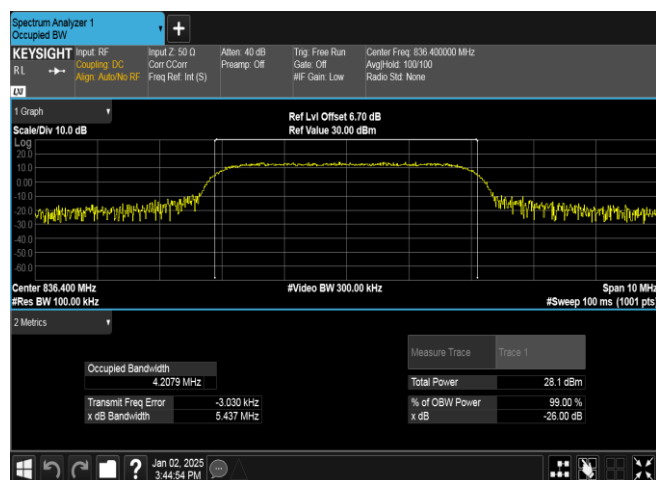 Spectrum Analyzer 1
Occupied BW
+
KEYSIGHT Input: RF Input Z: 50 Ω Atten: 40 dB Trig: Free Run Center Freq: 836.400000 MHz
R L Coupling: DC Corr CCorr Preamp: Off Gate: Off Avg|Hold: 100/100
Align: Auto/No RF Freq Ref: Int (S) #IF Gain: Low Radio Std: None
LXI
1 Graph
Ref Lvl Offset 6.70 dB
Scale/Div 10.0 dB Ref Value 30.00 dBm
Log
20.0
10.0
0.00
-10.0
-20.0
-30.0
-40.0
-50.0
-60.0
Center 836.400 MHz #Video BW 300.00 kHz Span 10 MHz
#Res BW 100.00 kHz #Sweep 100 ms (1001 pts)
2 Metrics
Measure Trace Trace 1
Occupied Bandwidth
4.2079 MHz
Total Power 28.1 dBm
Transmit Freq Error -3.030 kHz % of OBW Power 99.00 %
x dB Bandwidth 5.437 MHz x dB -26.00 dB
? Jan 02, 2025
3:44:54 PM